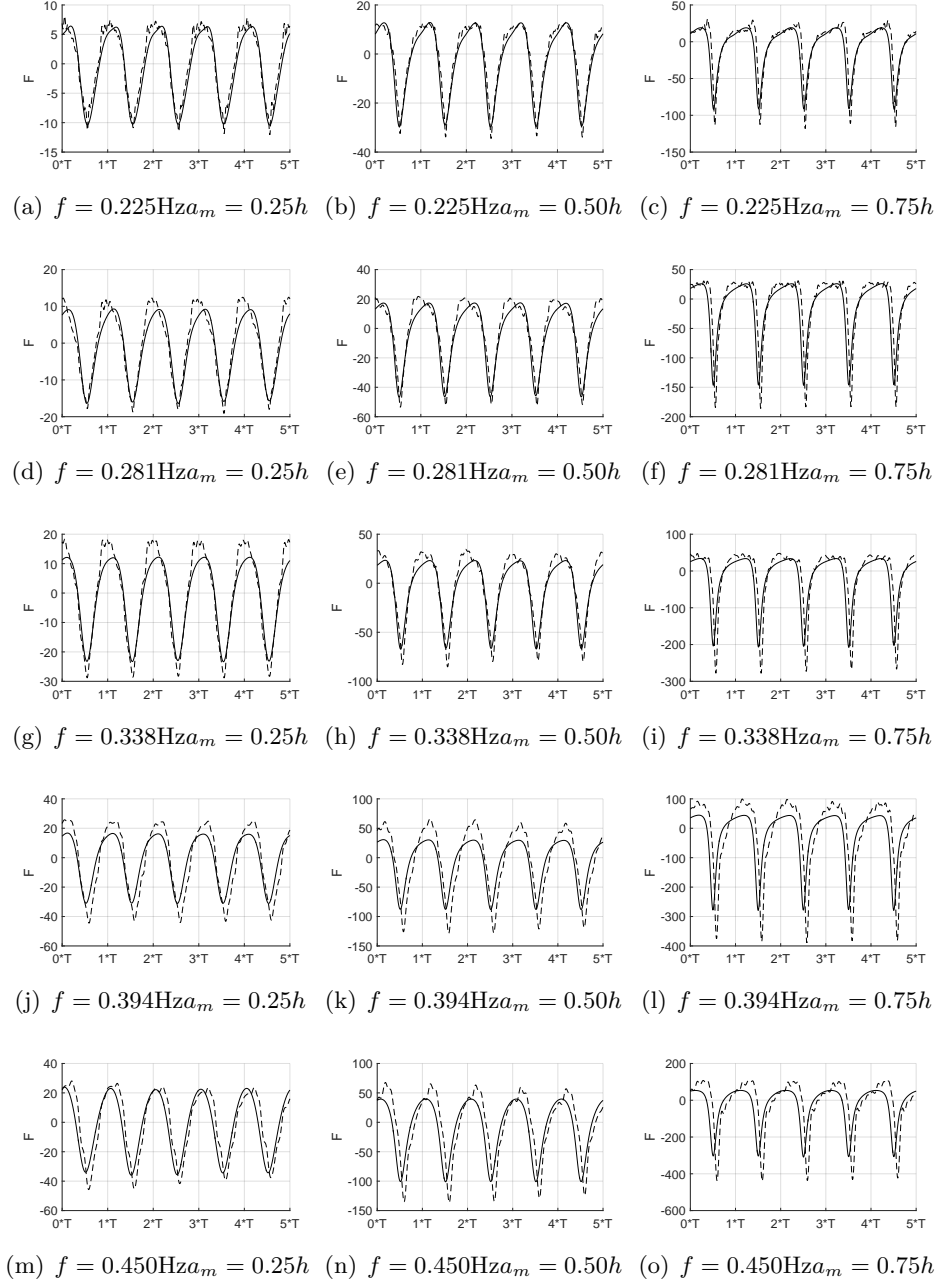 10
5
0
-5
-10
-15
F
0*T 1*T 2*T 3*T 4*T 5*T
20
0
-20
-40
0*T 1*T 2*T 3*T 4*T 5*T
50
0
-50
-100
-150
F
0*T 1*T 2*T 3*T 4*T 5*T
(a) f = 0.225Hza_m = 0.25h (b) f = 0.225Hza_m = 0.50h (c) f = 0.225Hza_m = 0.75h
20
10
0
-10
-20
F
0*T 1*T 2*T 3*T 4*T 5*T
40
20
0
-20
-40
-60
F
0*T 1*T 2*T 3*T 4*T 5*T
50
0
-50
-100
-150
-200
F
0*T 1*T 2*T 3*T 4*T 5*T
(d) f = 0.281Hza_m = 0.25h (e) f = 0.281Hza_m = 0.50h (f) f = 0.281Hza_m = 0.75h
20
10
0
-10
-20
-30
F
0*T 1*T 2*T 3*T 4*T 5*T
50
0
-50
-100
F
0*T 1*T 2*T 3*T 4*T 5*T
100
0
-100
-200
-300
F
0*T 1*T 2*T 3*T 4*T 5*T
(g) f = 0.338Hza_m = 0.25h (h) f = 0.338Hza_m = 0.50h (i) f = 0.338Hza_m = 0.75h
40
20
0
-20
-40
-60
F
0*T 1*T 2*T 3*T 4*T 5*T
100
50
0
-50
-100
-150
F
0*T 1*T 2*T 3*T 4*T 5*T
100
0
-100
-200
-300
-400
F
0*T 1*T 2*T 3*T 4*T 5*T
(j) f = 0.394Hza_m = 0.25h (k) f = 0.394Hza_m = 0.50h (l) f = 0.394Hza_m = 0.75h
40
20
0
-20
-40
-60
F
0*T 1*T 2*T 3*T 4*T 5*T
100
50
0
-50
-100
-150
F
0*T 1*T 2*T 3*T 4*T 5*T
200
0
-200
-400
-600
F
0*T 1*T 2*T 3*T 4*T 5*T
(m) f = 0.450Hza_m = 0.25h (n) f = 0.450Hza_m = 0.50h (o) f = 0.450Hza_m = 0.75h